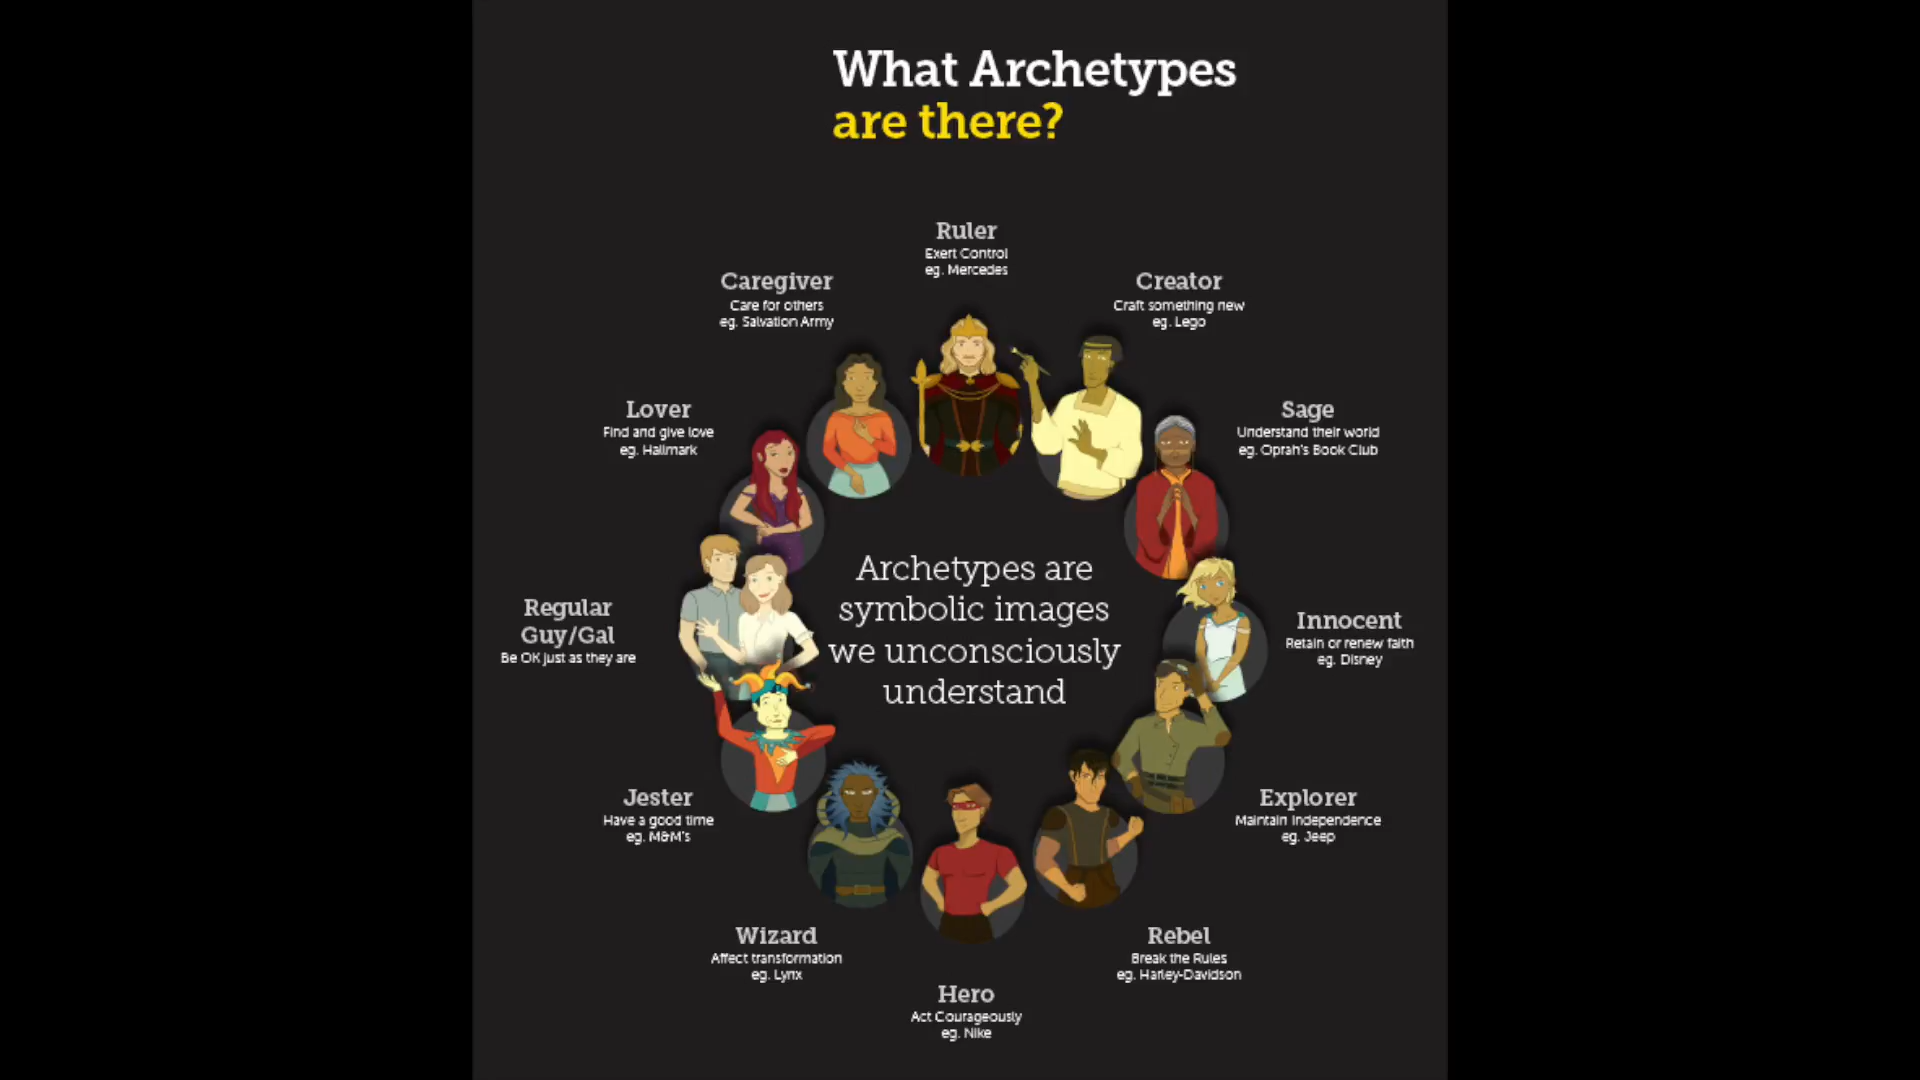 What Archetypes
are there?
Ruler
Exert Control
eg. Mercedes
Caregiver
Care for others
eg. Salvation Army
Creator
Craft something new
eg. Lego
Lover
Find and give love
eg. Hallmark
Sage
Understand their world
eg. Oprah's Book Club
Archetypes are
symbolic images
we unconsciously
understand
Regular
Guy/Gal
Be OK just as they are
Innocent
Retain or renew faith
eg. Disney
Jester
Have a good time
eg. M&M's
Explorer
Maintain Independence
eg. Jeep
Wizard
Affect transformation
eg. Lynx
Rebel
Break the Rules
eg. Harley-Davidson
Hero
Act Courageously
eg. Nike